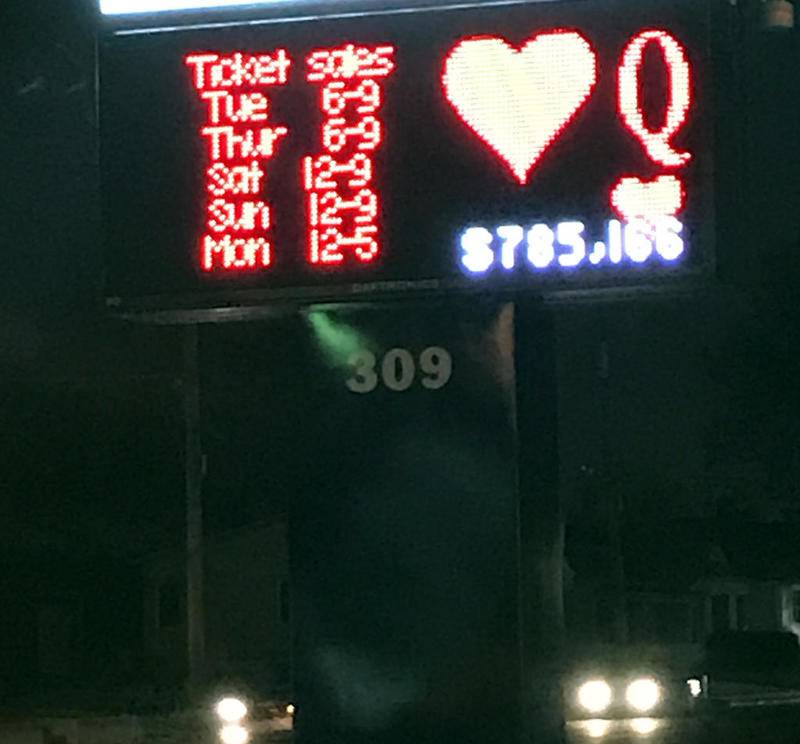 Ticket sales
Tue 6-9
Thur 6-9
Sat 12-9
Sun 12-9
Mon 12-5
Q
$785,166
DAKTRONICS
309